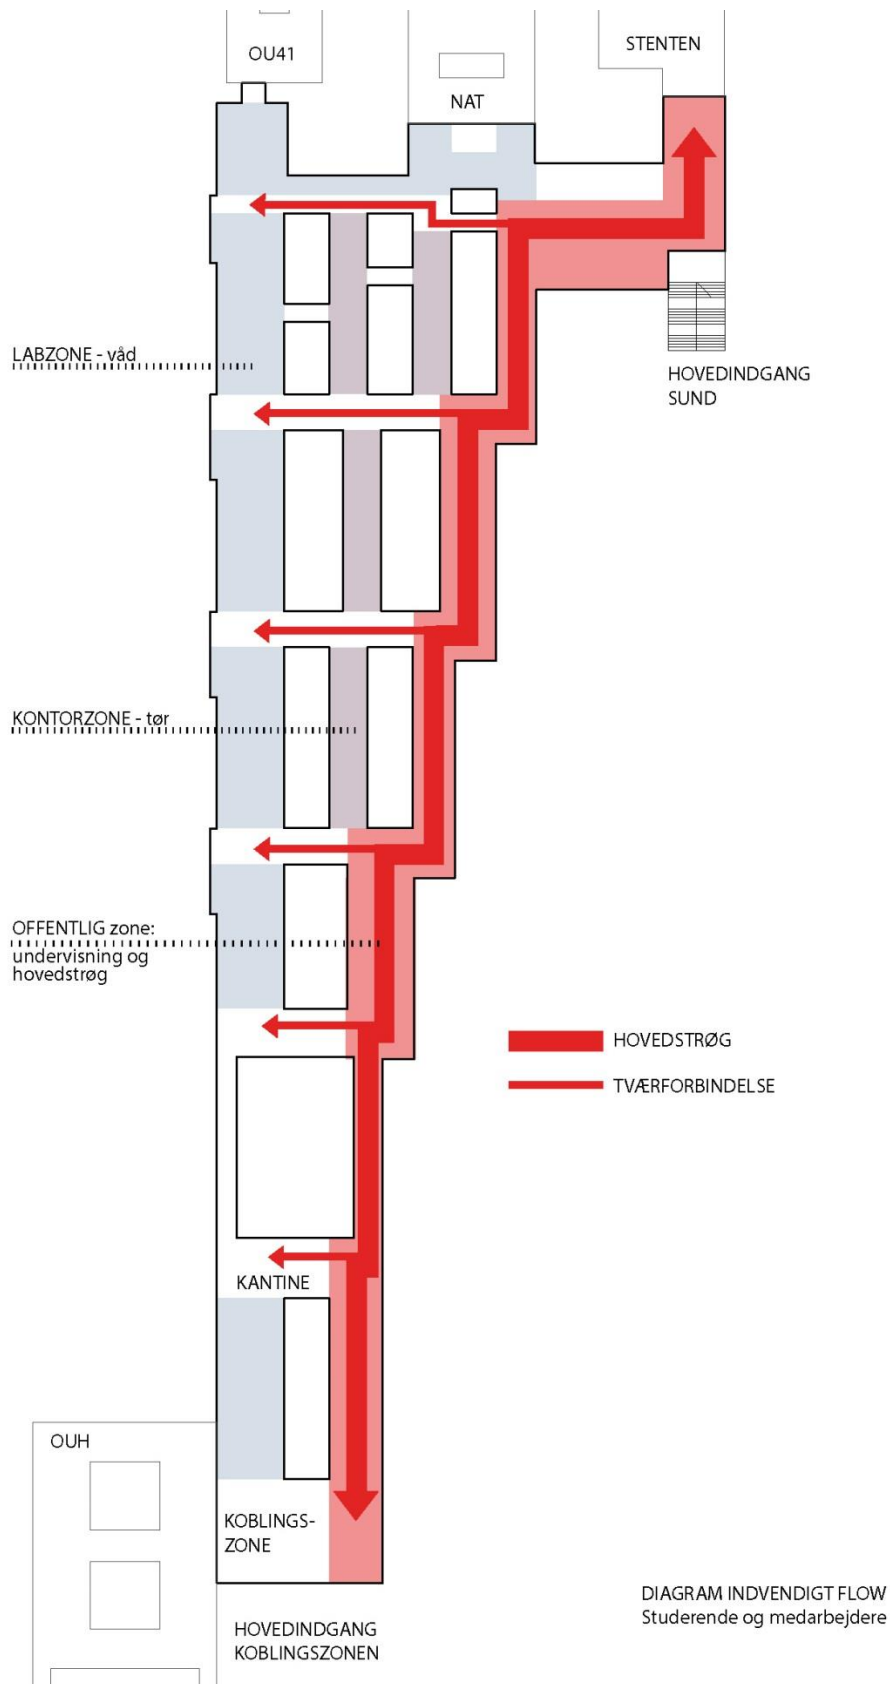 OU41
NAT
STENTEN
LABZONE - våd
HOVEDINDGANG
SUND
KONTORZONE - tør
OFFENTLIG zone:
undervisning og
hovedstrøg
HOVEDSTRØG
TVÆRFORBINDELSE
KANTINE
OUH
KOBLINGS-
ZONE
HOVEDINDGANG
KOBLINGSZONEN
DIAGRAM INDVENDIGT FLOW
Studerende og medarbejdere